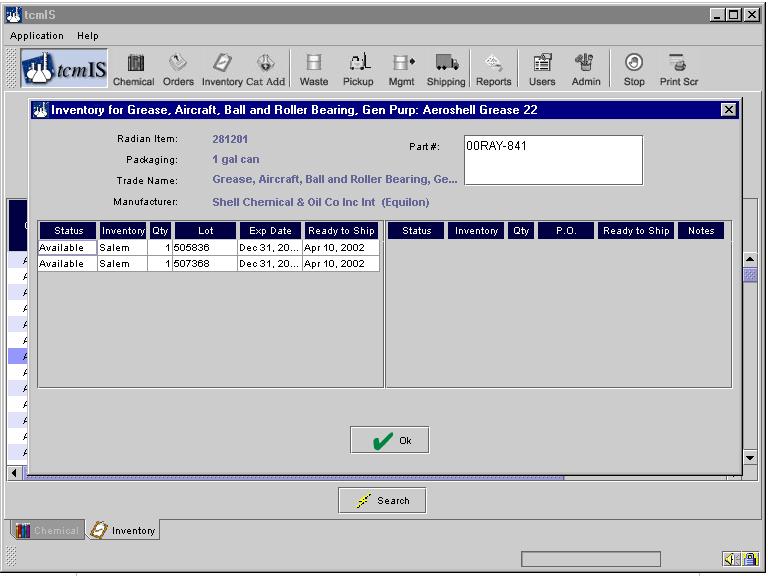 tcmIS
Application Help
tcmIS
Chemical Orders Inventory Cat Add Waste Pickup Mgmt Shipping Reports Users Admin Stop Print Scr
Inventory for Grease, Aircraft, Ball and Roller Bearing, Gen Purp: Aeroshell Grease 22
Radian Item: 281201
Part#: 00RAY-841
Packaging: 1 gal can
Trade Name: Grease, Aircraft, Ball and Roller Bearing, Ge...
Manufacturer: Shell Chemical & Oil Co Inc Int (Equilon)
Status Inventory Qty Lot Exp Date Ready to Ship Status Inventory Qty P.O. Ready to Ship Notes
Available Salem 1 505836 Dec 31, 20... Apr 10, 2002
Available Salem 1 507368 Dec 31, 20... Apr 10, 2002
Ok
Search
Chemical Inventory